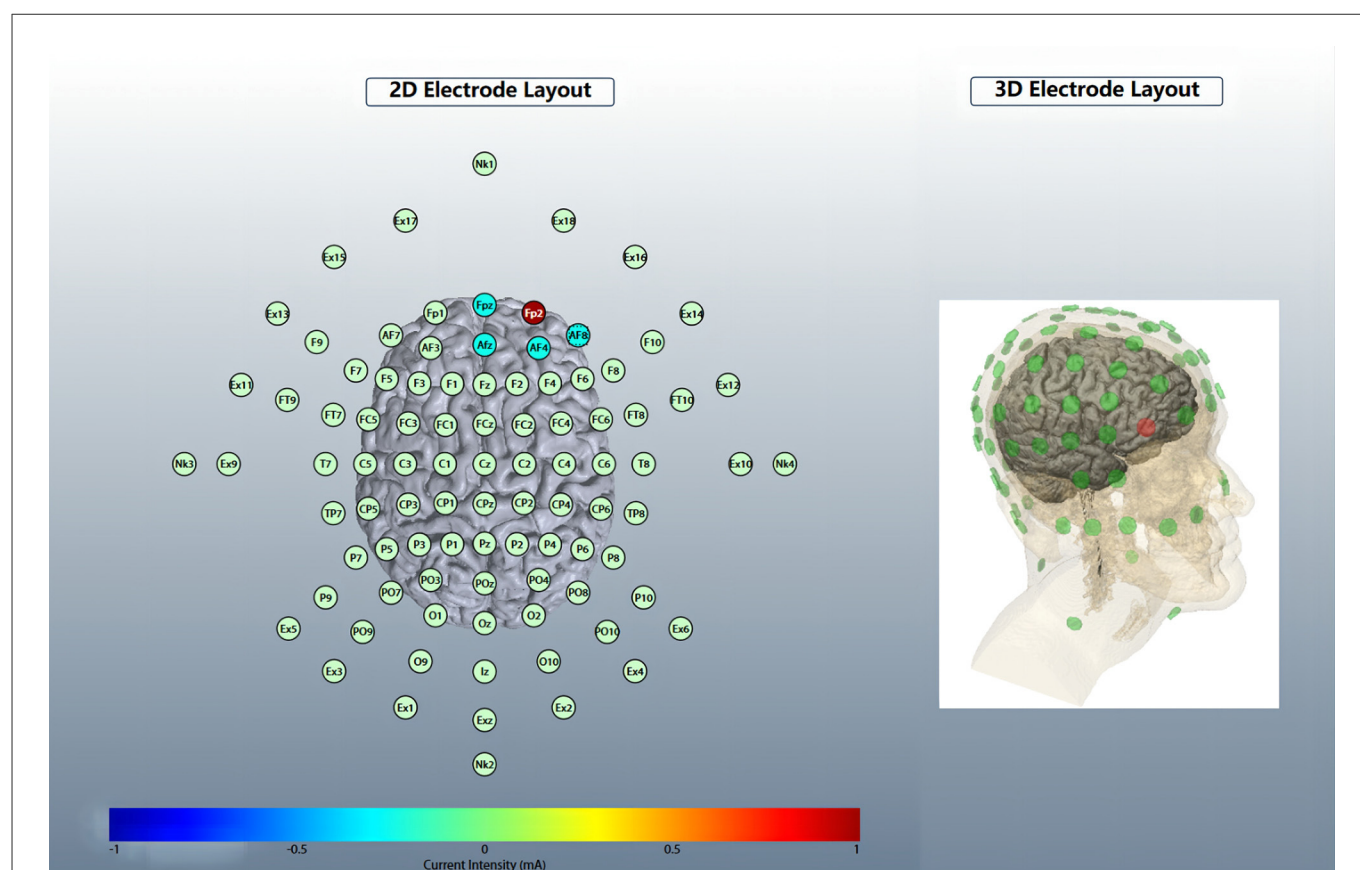 2D Electrode Layout
3D Electrode Layout
Nk1
Ex17
Ex18
Ex15
Ex16
Fpz
Ex13
Fp1
Fp2
Ex14
AF7
AF8
F9
AF3
Afz
AF4
F10
F7
F8
F5
F3
F1
Fz
F2
F4
F6
Ex11
Ex12
FT9
FT10
FT7
FT8
FC5
FC3
FC1
FCz
FC2
FC4
FC6
Nk3
Ex9
T7
C5
C3
C1
Cz
C2
C4
C6
T8
Ex10
Nk4
TP7
CP5
CP3
CP1
CPz
CP2
CP4
CP6
TP8
P7
P5
P3
P1
Pz
P2
P4
P6
P8
PO3
POz
PO4
P9
PO7
PO8
P10
O1
Oz
O2
Ex5
PO9
PO10
Ex6
O9
O10
Ex3
Iz
Ex4
Ex1
Ex2
Exz
Nk2
-1
-0.5
0
0.5
1
Current Intensity (mA)